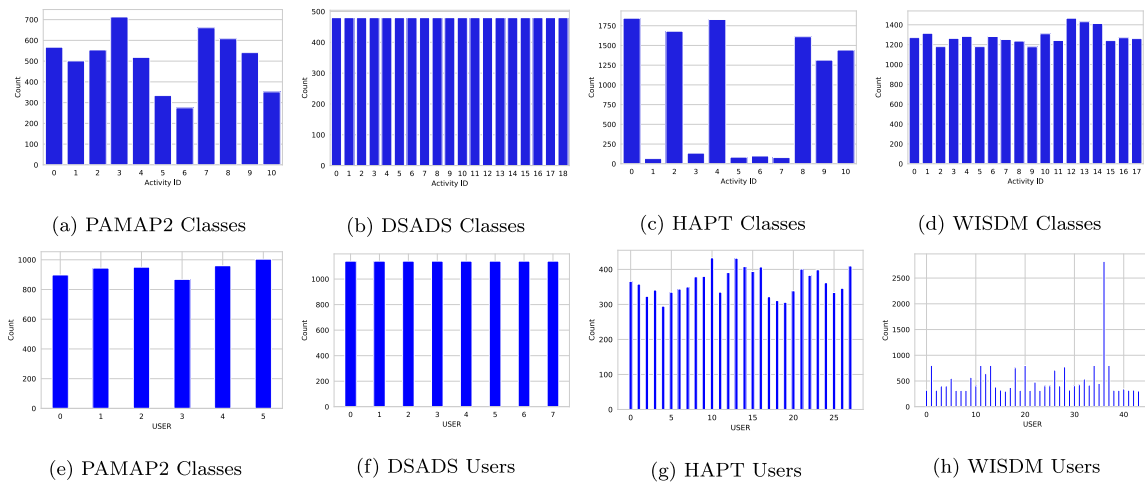 700
600
500
400
300
200
100
0
Count
0 1 2 3 4 5 6 7 8 9 10
Activity ID
(a) PAMAP2 Classes
500
400
300
200
100
0
Count
0 1 2 3 4 5 6 7 8 9 10 11 12 13 14 15 16 17 18
Activity ID
(b) DSADS Classes
1750
1500
1250
1000
750
500
250
0
Count
0 1 2 3 4 5 6 7 8 9 10
Activity ID
(c) HAPT Classes
1400
1200
1000
800
600
400
200
0
Count
0 1 2 3 4 5 6 7 8 9 10 11 12 13 14 15 16 17
Activity ID
(d) WISDM Classes
1000
800
600
400
200
0
Count
0 1 2 3 4 5
USER
(e) PAMAP2 Classes
1000
800
600
400
200
0
Count
0 1 2 3 4 5 6 7
USER
(f) DSADS Users
400
300
200
100
0
Count
0 5 10 15 20 25
USER
(g) HAPT Users
2500
2000
1500
1000
500
0
Count
0 10 20 30 40
USER
(h) WISDM Users